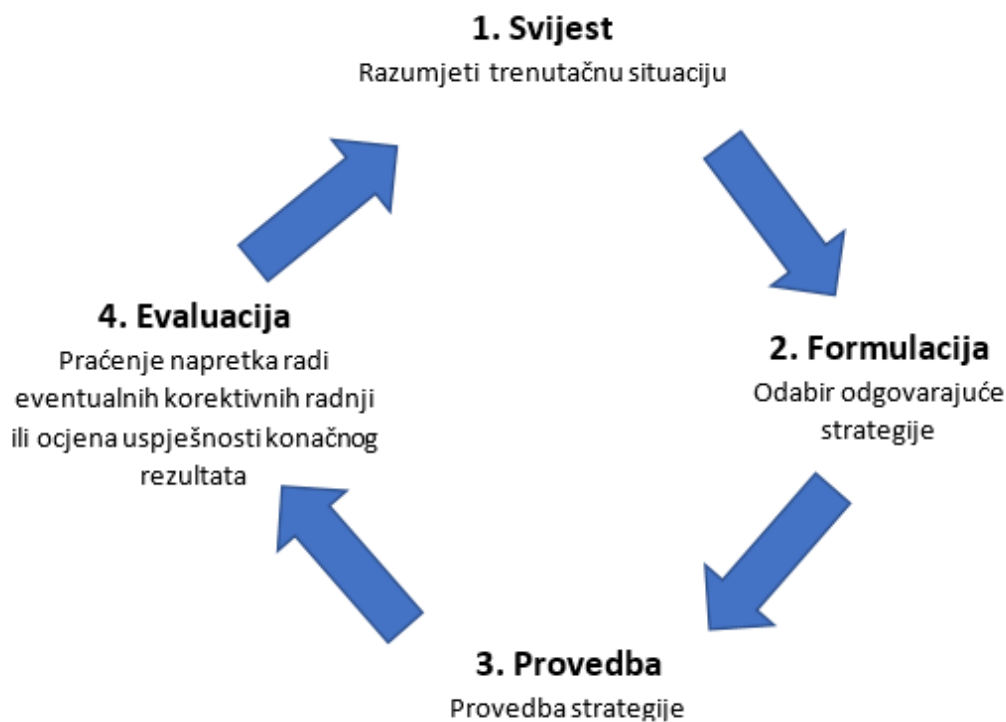 1. Svijest
Razumjeti trenutačnu situaciju
2. Formulacija
Odabir odgovarajuće
strategije
3. Provedba
Provedba strategije
4. Evaluacija
Praćenje napretka radi
eventualnih korektivnih radnji
ili ocjena uspješnosti konačnog
rezultata